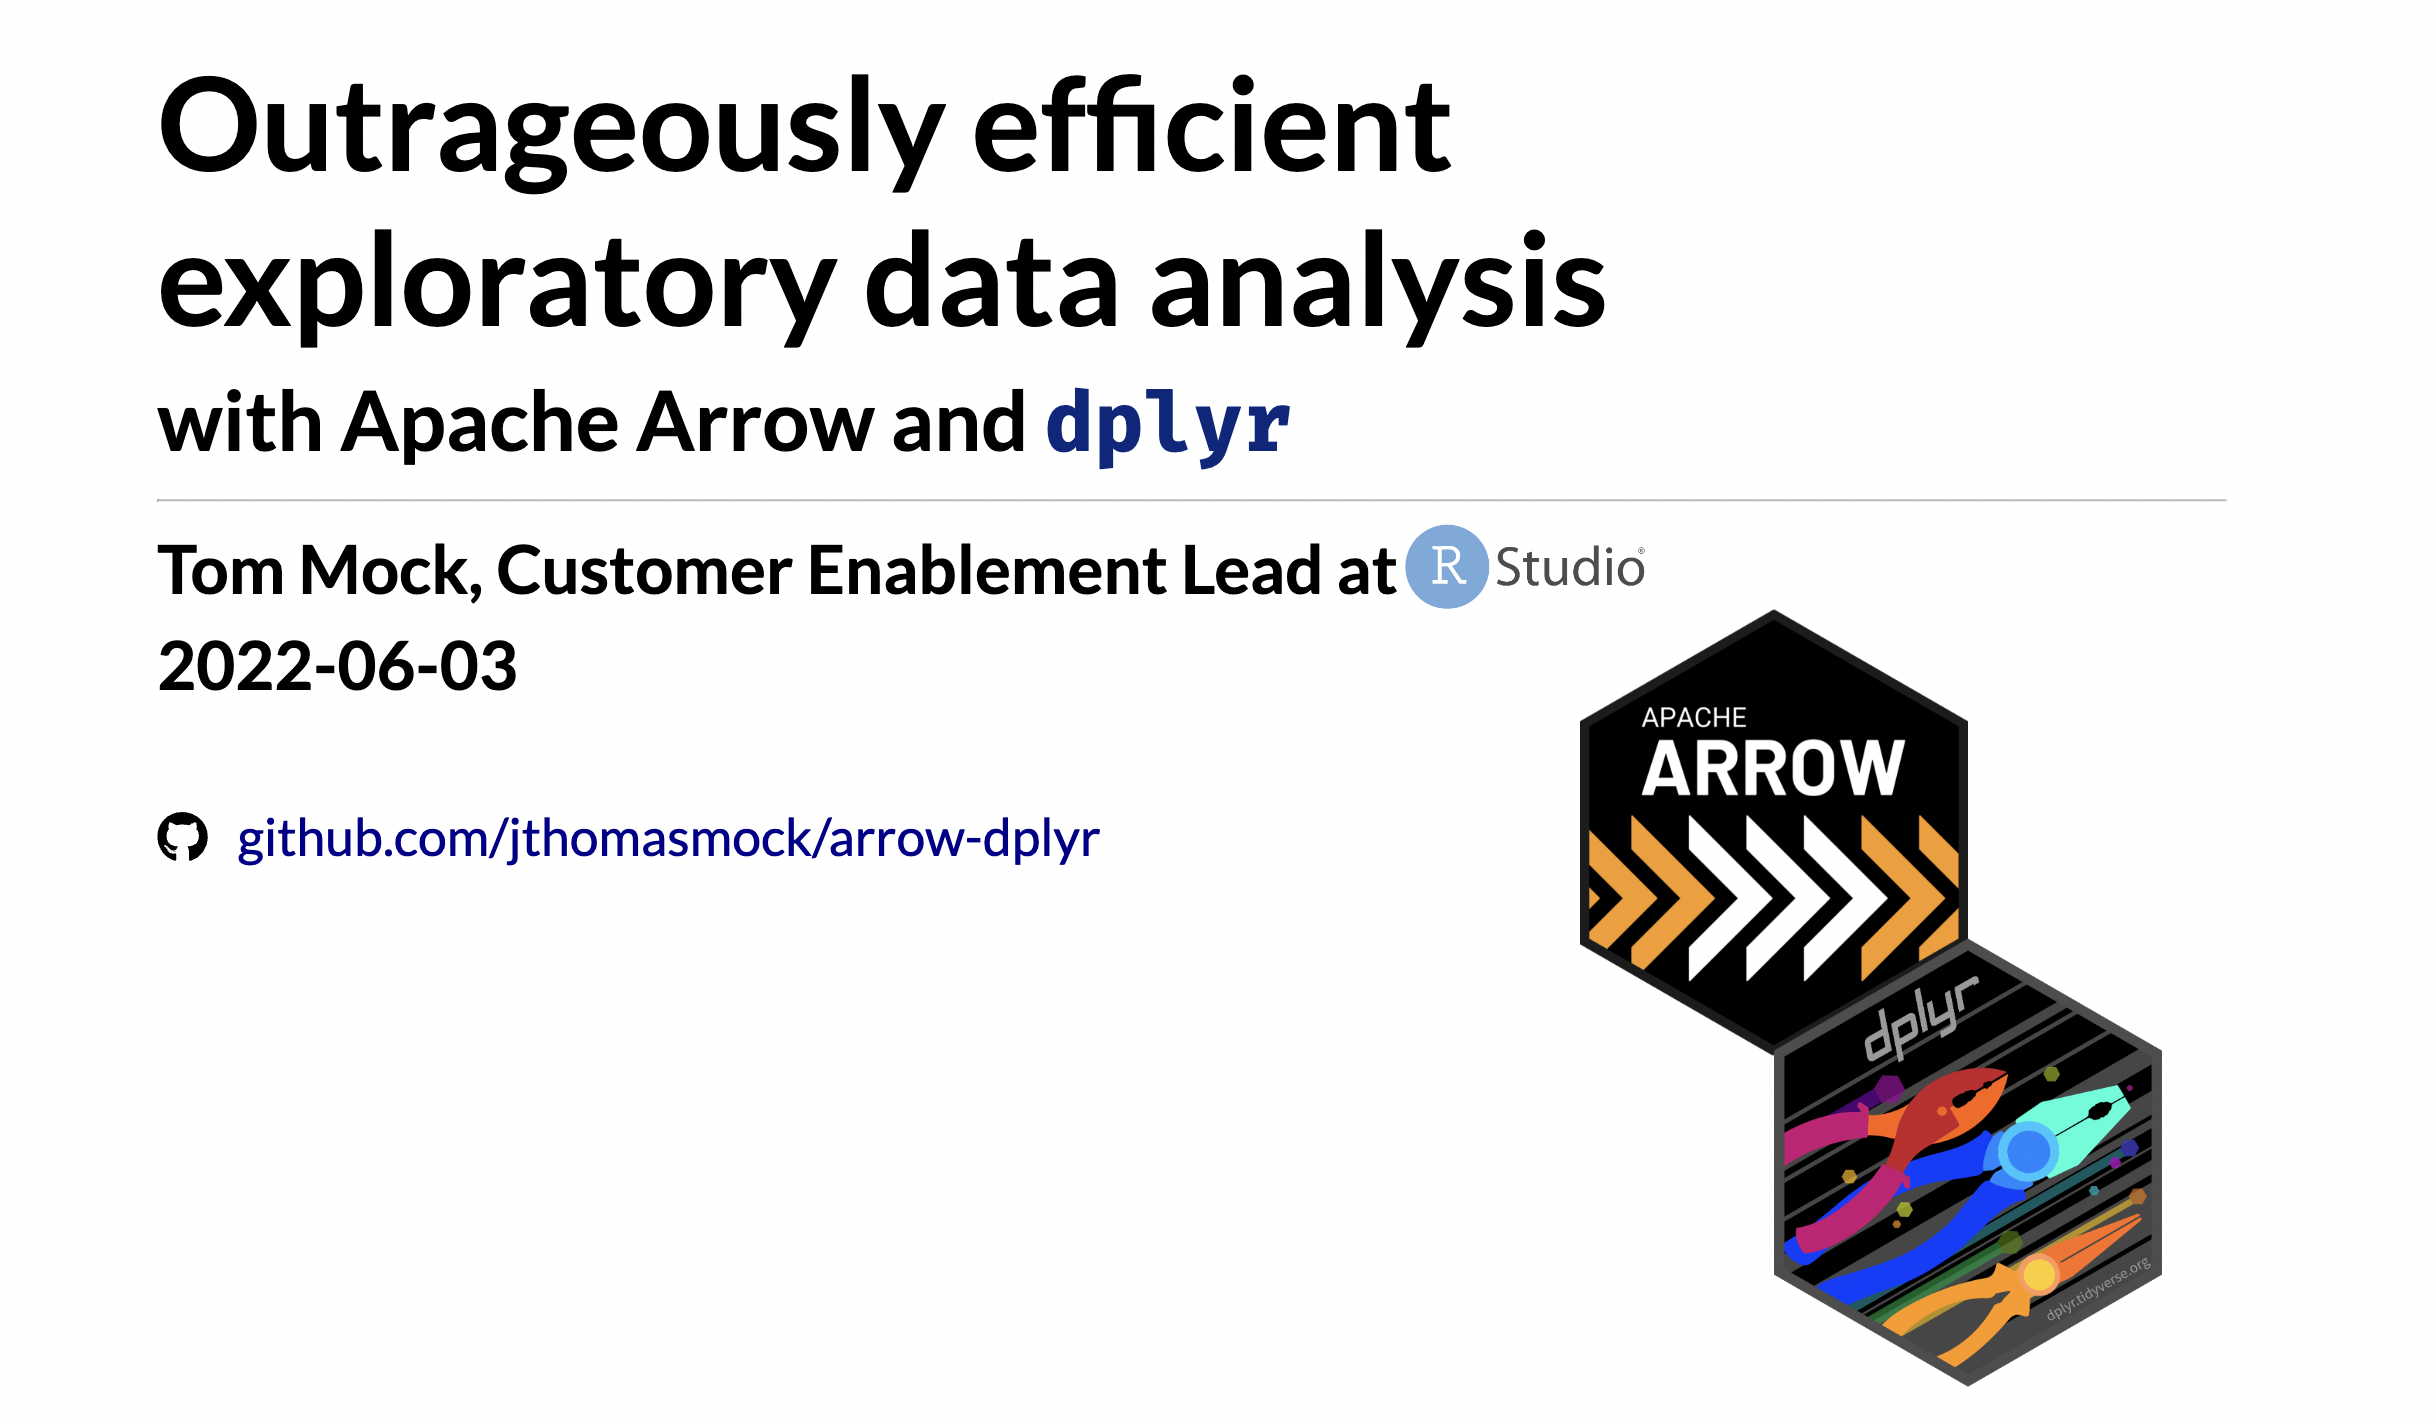 Outrageously efficient
exploratory data analysis
with Apache Arrow and dplyr
Tom Mock, Customer Enablement Lead at R Studio®
2022-06-03
github.com/jthomasmock/arrow-dplyr
APACHE
ARROW
dplyr
dplyr.tidyverse.org